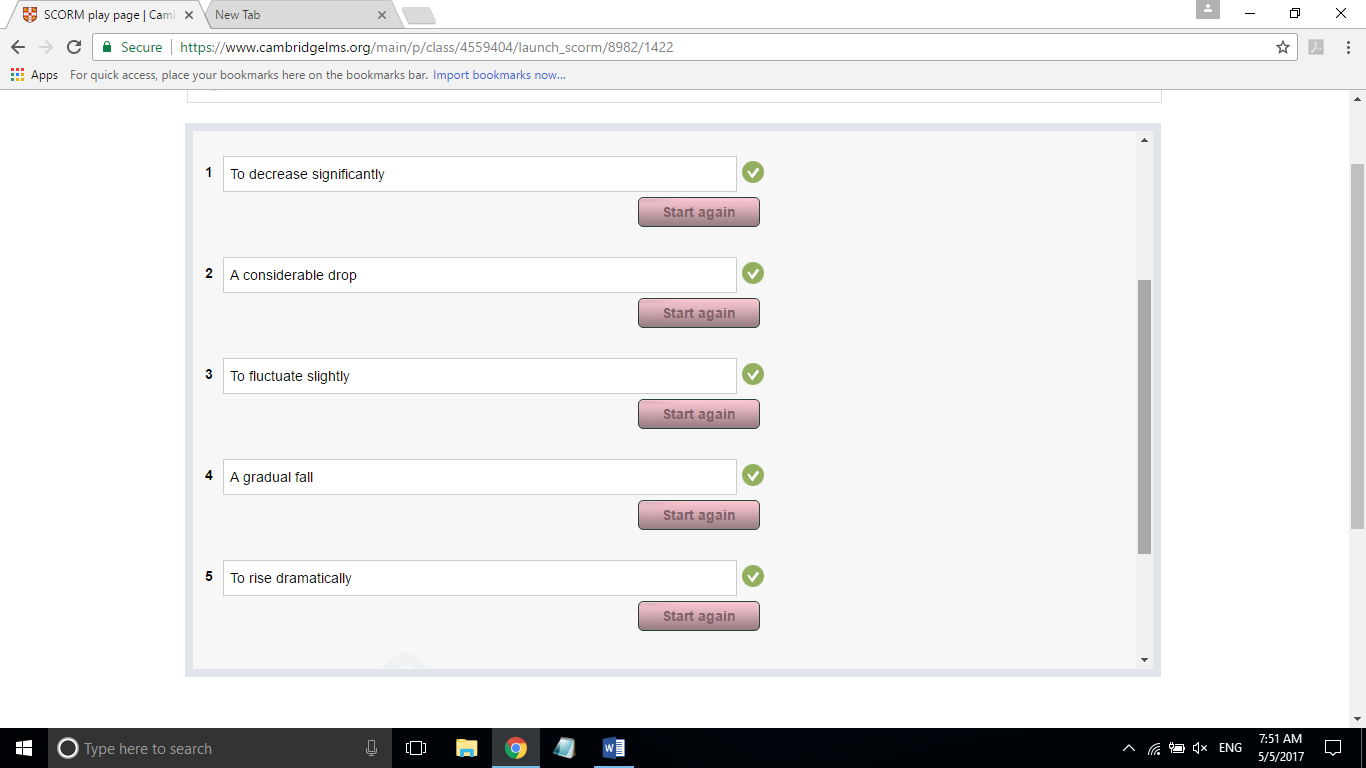 SCORM play page | Cam
New Tab
Secure
https://www.cambridgelms.org/main/p/class/4559404/launch_scorm/8982/1422
Apps
For quick access, place your bookmarks here on the bookmarks bar. Import bookmarks now...
1 To decrease significantly
Start again
2 A considerable drop
Start again
3 To fluctuate slightly
Start again
4 A gradual fall
Start again
5 To rise dramatically
Start again
Type here to search
ENG
7:51 AM
5/5/2017